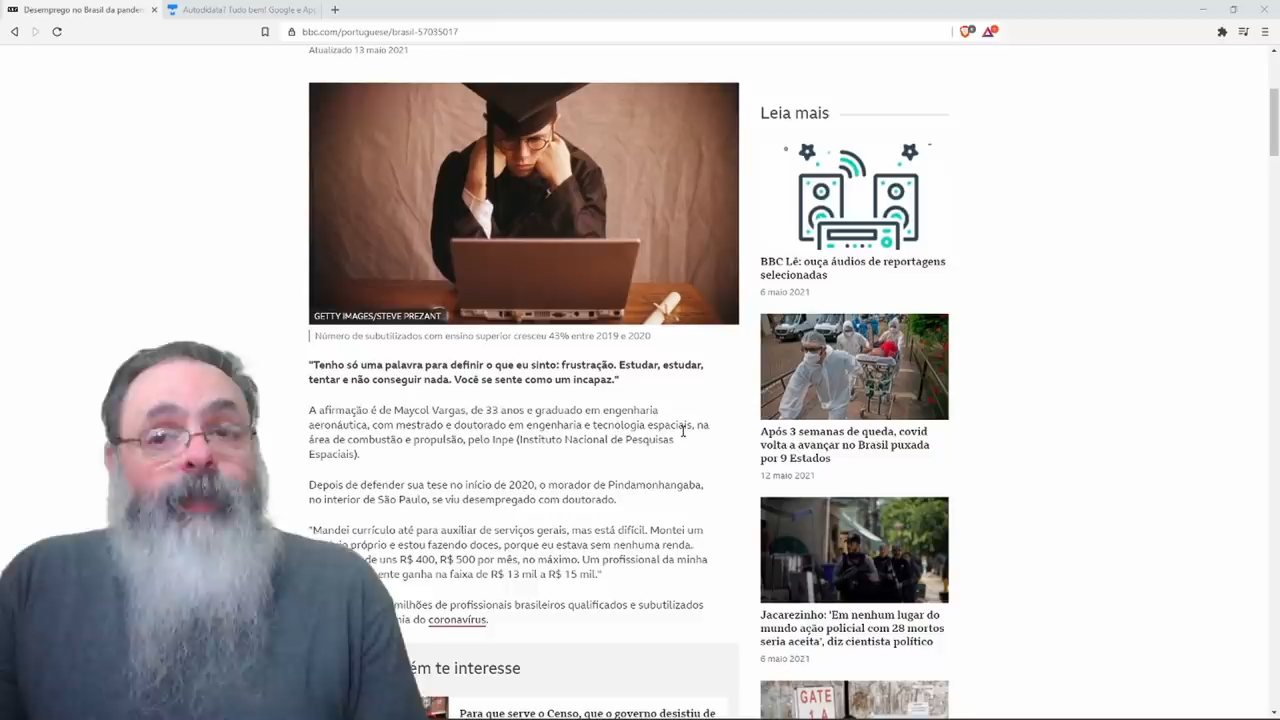 Desemprego no Brasil da pandem
Autodidata? Tudo bem! Google e App
bbc.com/portuguese/brasil-57035017
Atualizado 13 maio 2021
GETTY IMAGES/STEVE PREZANT
Número de subutilizados com ensino superior cresceu 43% entre 2019 e 2020
"Tenho só uma palavra para definir o que eu sinto: frustração. Estudar, estudar,
tentar e não conseguir nada. Você se sente como um incapaz."
A afirmação é de Maycol Vargas, de 33 anos e graduado em engenharia
aeronáutica, com mestrado e doutorado em engenharia e tecnologia espaciais, na
área de combustão e propulsão, pelo Inpe (Instituto Nacional de Pesquisas
Espaciais).
Depois de defender sua tese no início de 2020, o morador de Pindamonhangaba,
no interior de São Paulo, se viu desempregado com doutorado.
"Mandei currículo até para auxiliar de serviços gerais, mas está difícil. Montei um
próprio e estou fazendo doces, porque eu estava sem nenhuma renda.
de uns R$ 400, R$ 500 por mês, no máximo. Um profissional da minha
ente ganha na faixa de R$ 13 mil a R$ 15 mil."
milhões de profissionais brasileiros qualificados e subutilizados
ia do coronavírus.
ém te interesse
Para que serve o Censo, que o governo desistiu de
Leia mais
BBC Lê: ouça áudios de reportagens
selecionadas
6 maio 2021
Após 3 semanas de queda, covid
volta a avançar no Brasil puxada
por 9 Estados
12 maio 2021
Jacarezinho: 'Em nenhum lugar do
mundo ação policial com 28 mortos
seria aceita', diz cientista político
6 maio 2021
GATE
1 A